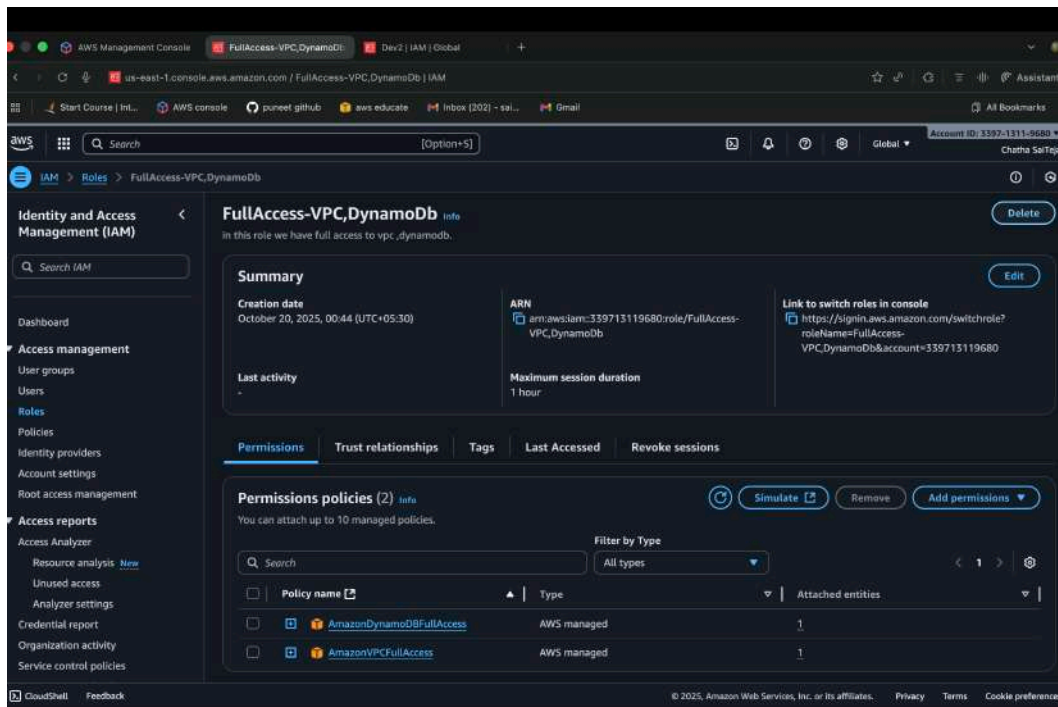 AWS Management Console
FullAccess-VPC,DynamoDb
Dev2 | IAM | Global
us-east-1.console.aws.amazon.com / FullAccess-VPC,DynamoDb | IAM
Assistant
Start Course | Int...
AWS console
puneet github
aws educate
Inbox (202) - sai...
Gmail
All Bookmarks
aws
Search
[Option+S]
Global
Account ID: 3397-1311-9680
Chatha SaiTeja
IAM > Roles > FullAccess-VPC,DynamoDb
Identity and Access
Management (IAM)
Search IAM
Dashboard
Access management
User groups
Users
Roles
Policies
Identity providers
Account settings
Root access management
Access reports
Access Analyzer
Resource analysis New
Unused access
Analyzer settings
Credential report
Organization activity
Service control policies
FullAccess-VPC,DynamoDb Info
Delete
in this role we have full access to vpc ,dynamodb.
Summary
Edit
Creation date
October 20, 2025, 00:44 (UTC+05:30)
ARN
arn:aws:iam::339713119680:role/FullAccess-
VPC,DynamoDb
Link to switch roles in console
https://signin.aws.amazon.com/switchrole?
roleName=FullAccess-
VPC,DynamoDb&account=339713119680
Last activity
-
Maximum session duration
1 hour
Permissions
Trust relationships
Tags
Last Accessed
Revoke sessions
Permissions policies (2) Info
Simulate
Remove
Add permissions
You can attach up to 10 managed policies.
Filter by Type
Search
All types
1
Policy name
Type
Attached entities
AmazonDynamoDBFullAccess
AWS managed
1
AmazonVPCFullAccess
AWS managed
1
CloudShell
Feedback
© 2025, Amazon Web Services, Inc. or its affiliates.
Privacy
Terms
Cookie preference